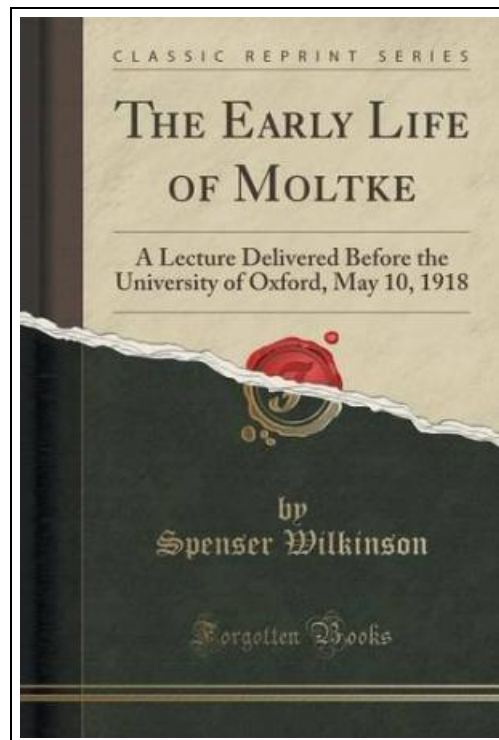 CLASSIC REPRINT SERIES
THE EARLY LIFE
OF MOLTKE
A Lecture Delivered Before the
University of Oxford, May 10, 1918
by
Spenser Wilkinson
Forgotten Books